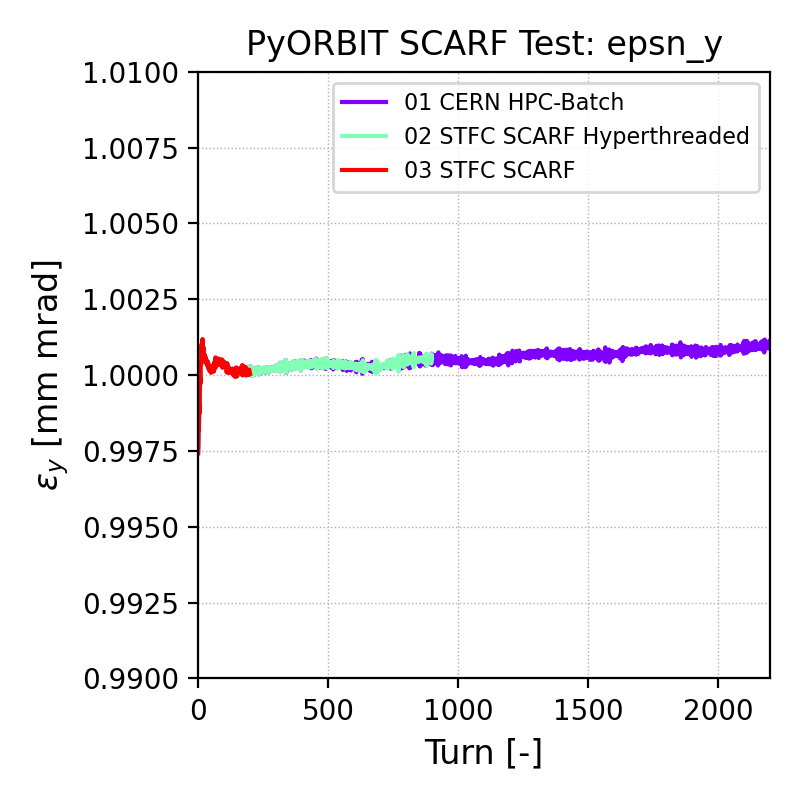 PyORBIT SCARF Test: epsn_y
01 CERN HPC-Batch
02 STFC SCARF Hyperthreaded
03 STFC SCARF
1.0100
1.0075
1.0050
1.0025
1.0000
0.9975
0.9950
0.9925
0.9900
ε_y [mm mrad]
0 500 1000 1500 2000
Turn [-]